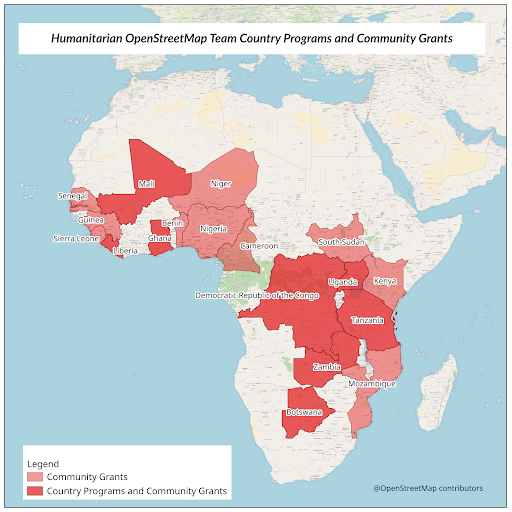 Humanitarian OpenStreetMap Team Country Programs and Community Grants
Mali
Niger
Senegal
Guinea
Benin
Nigeria
Sierra Leone
Ghana
Liberia
Cameroon
South Sudan
Uganda
Kenya
Democratic Republic of the Congo
Tanzania
Zambia
Mozambique
Botswana
Legend
Community Grants
Country Programs and Community Grants
@OpenStreetMap contributors